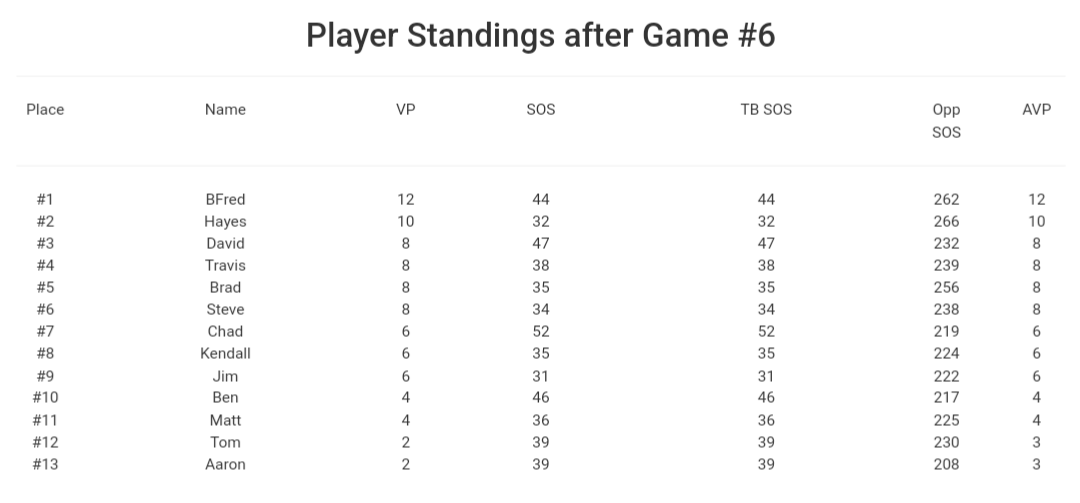 Player Standings after Game #6
Place Name VP SOS TB SOS Opp SOS AVP
#1 BFred 12 44 44 262 12
#2 Hayes 10 32 32 266 10
#3 David 8 47 47 232 8
#4 Travis 8 38 38 239 8
#5 Brad 8 35 35 256 8
#6 Steve 8 34 34 238 8
#7 Chad 6 52 52 219 6
#8 Kendall 6 35 35 224 6
#9 Jim 6 31 31 222 6
#10 Ben 4 46 46 217 4
#11 Matt 4 36 36 225 4
#12 Tom 2 39 39 230 3
#13 Aaron 2 39 39 208 3